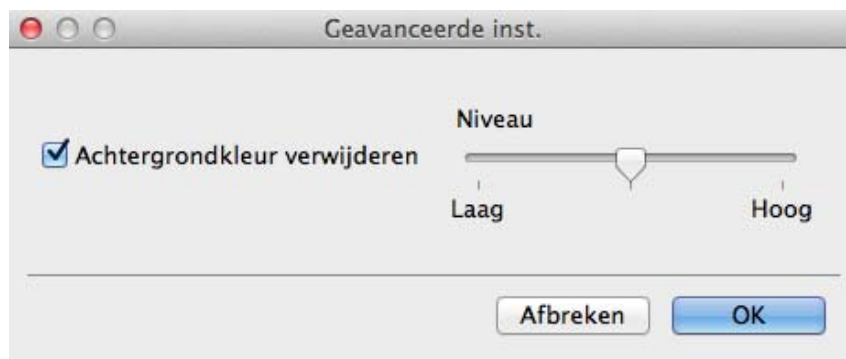 Geavanceerde inst.
Niveau
Achtergrondkleur verwijderen
Laag Hoog
Afbreken OK